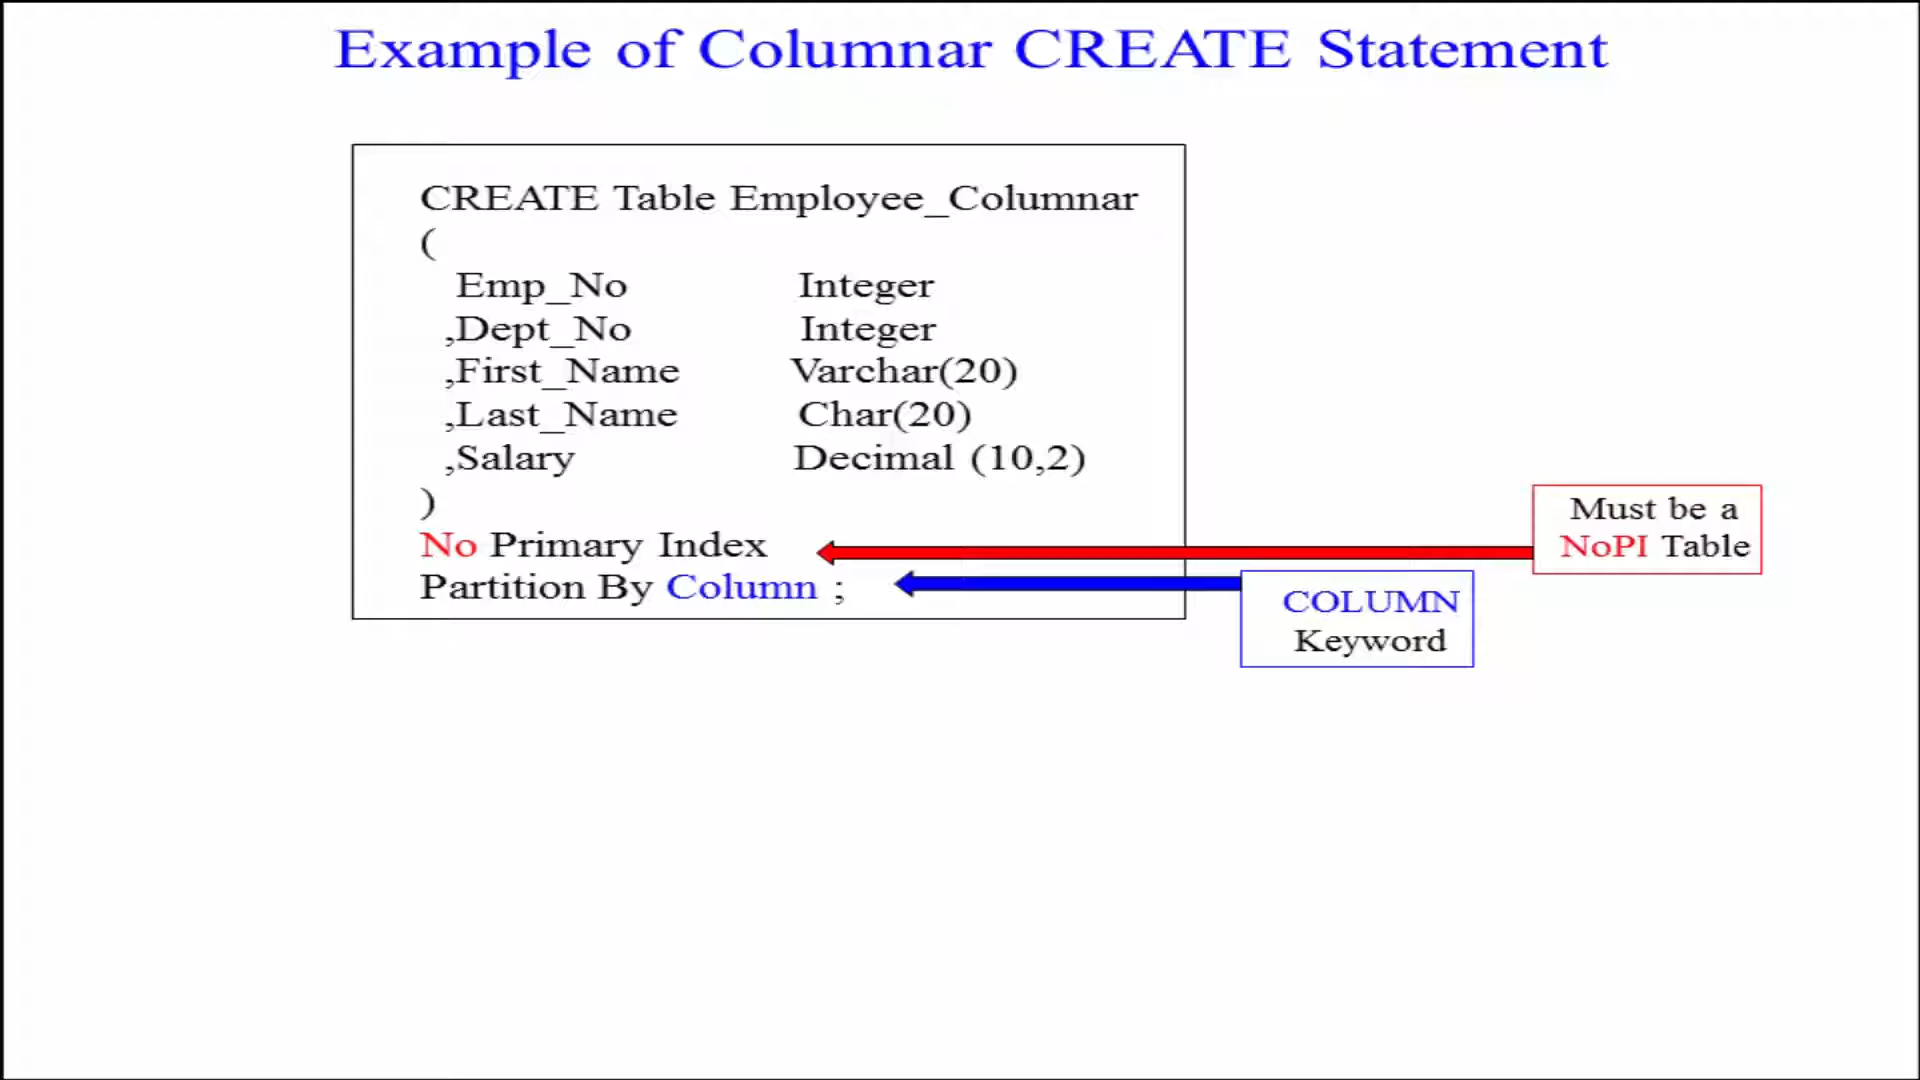 Example of Columnar CREATE Statement
CREATE Table Employee_Columnar
(
Emp_No Integer
,Dept_No Integer
,First_Name Varchar(20)
,Last_Name Char(20)
,Salary Decimal (10,2)
)
No Primary Index
Partition By Column ;
Must be a
NoPI Table
COLUMN
Keyword